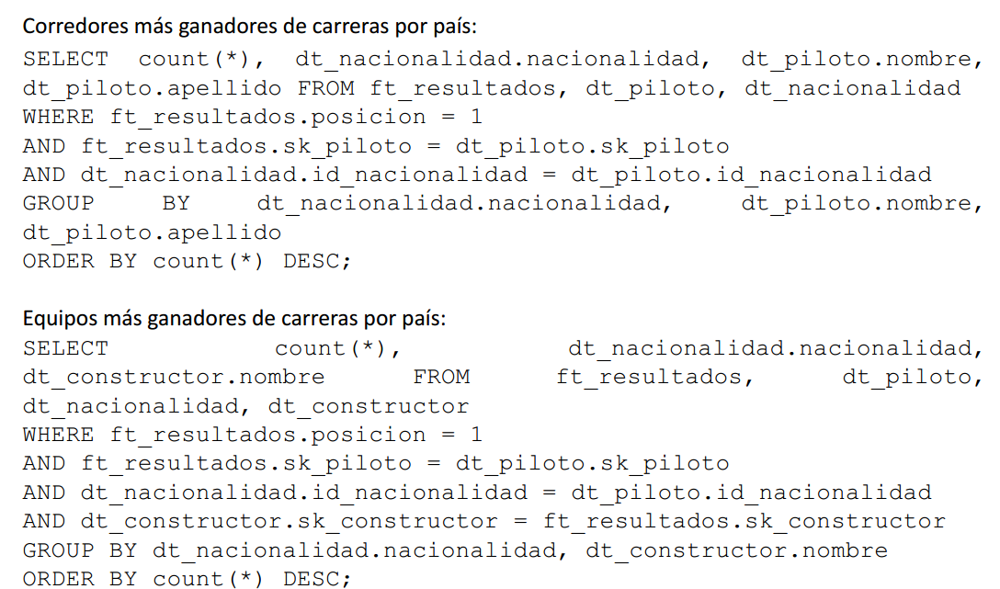 Corredores más ganadores de carreras por país:
SELECT count(*), dt_nacionalidad.nacionalidad, dt_piloto.nombre,
dt_piloto.apellido FROM ft_resultados, dt_piloto, dt_nacionalidad
WHERE ft_resultados.posicion = 1
AND ft_resultados.sk_piloto = dt_piloto.sk_piloto
AND dt_nacionalidad.id_nacionalidad = dt_piloto.id_nacionalidad
GROUP BY dt_nacionalidad.nacionalidad, dt_piloto.nombre,
dt_piloto.apellido
ORDER BY count(*) DESC;
Equipos más ganadores de carreras por país:
SELECT count(*), dt_nacionalidad.nacionalidad,
dt_constructor.nombre FROM ft_resultados, dt_piloto,
dt_nacionalidad, dt_constructor
WHERE ft_resultados.posicion = 1
AND ft_resultados.sk_piloto = dt_piloto.sk_piloto
AND dt_nacionalidad.id_nacionalidad = dt_piloto.id_nacionalidad
AND dt_constructor.sk_constructor = ft_resultados.sk_constructor
GROUP BY dt_nacionalidad.nacionalidad, dt_constructor.nombre
ORDER BY count(*) DESC;